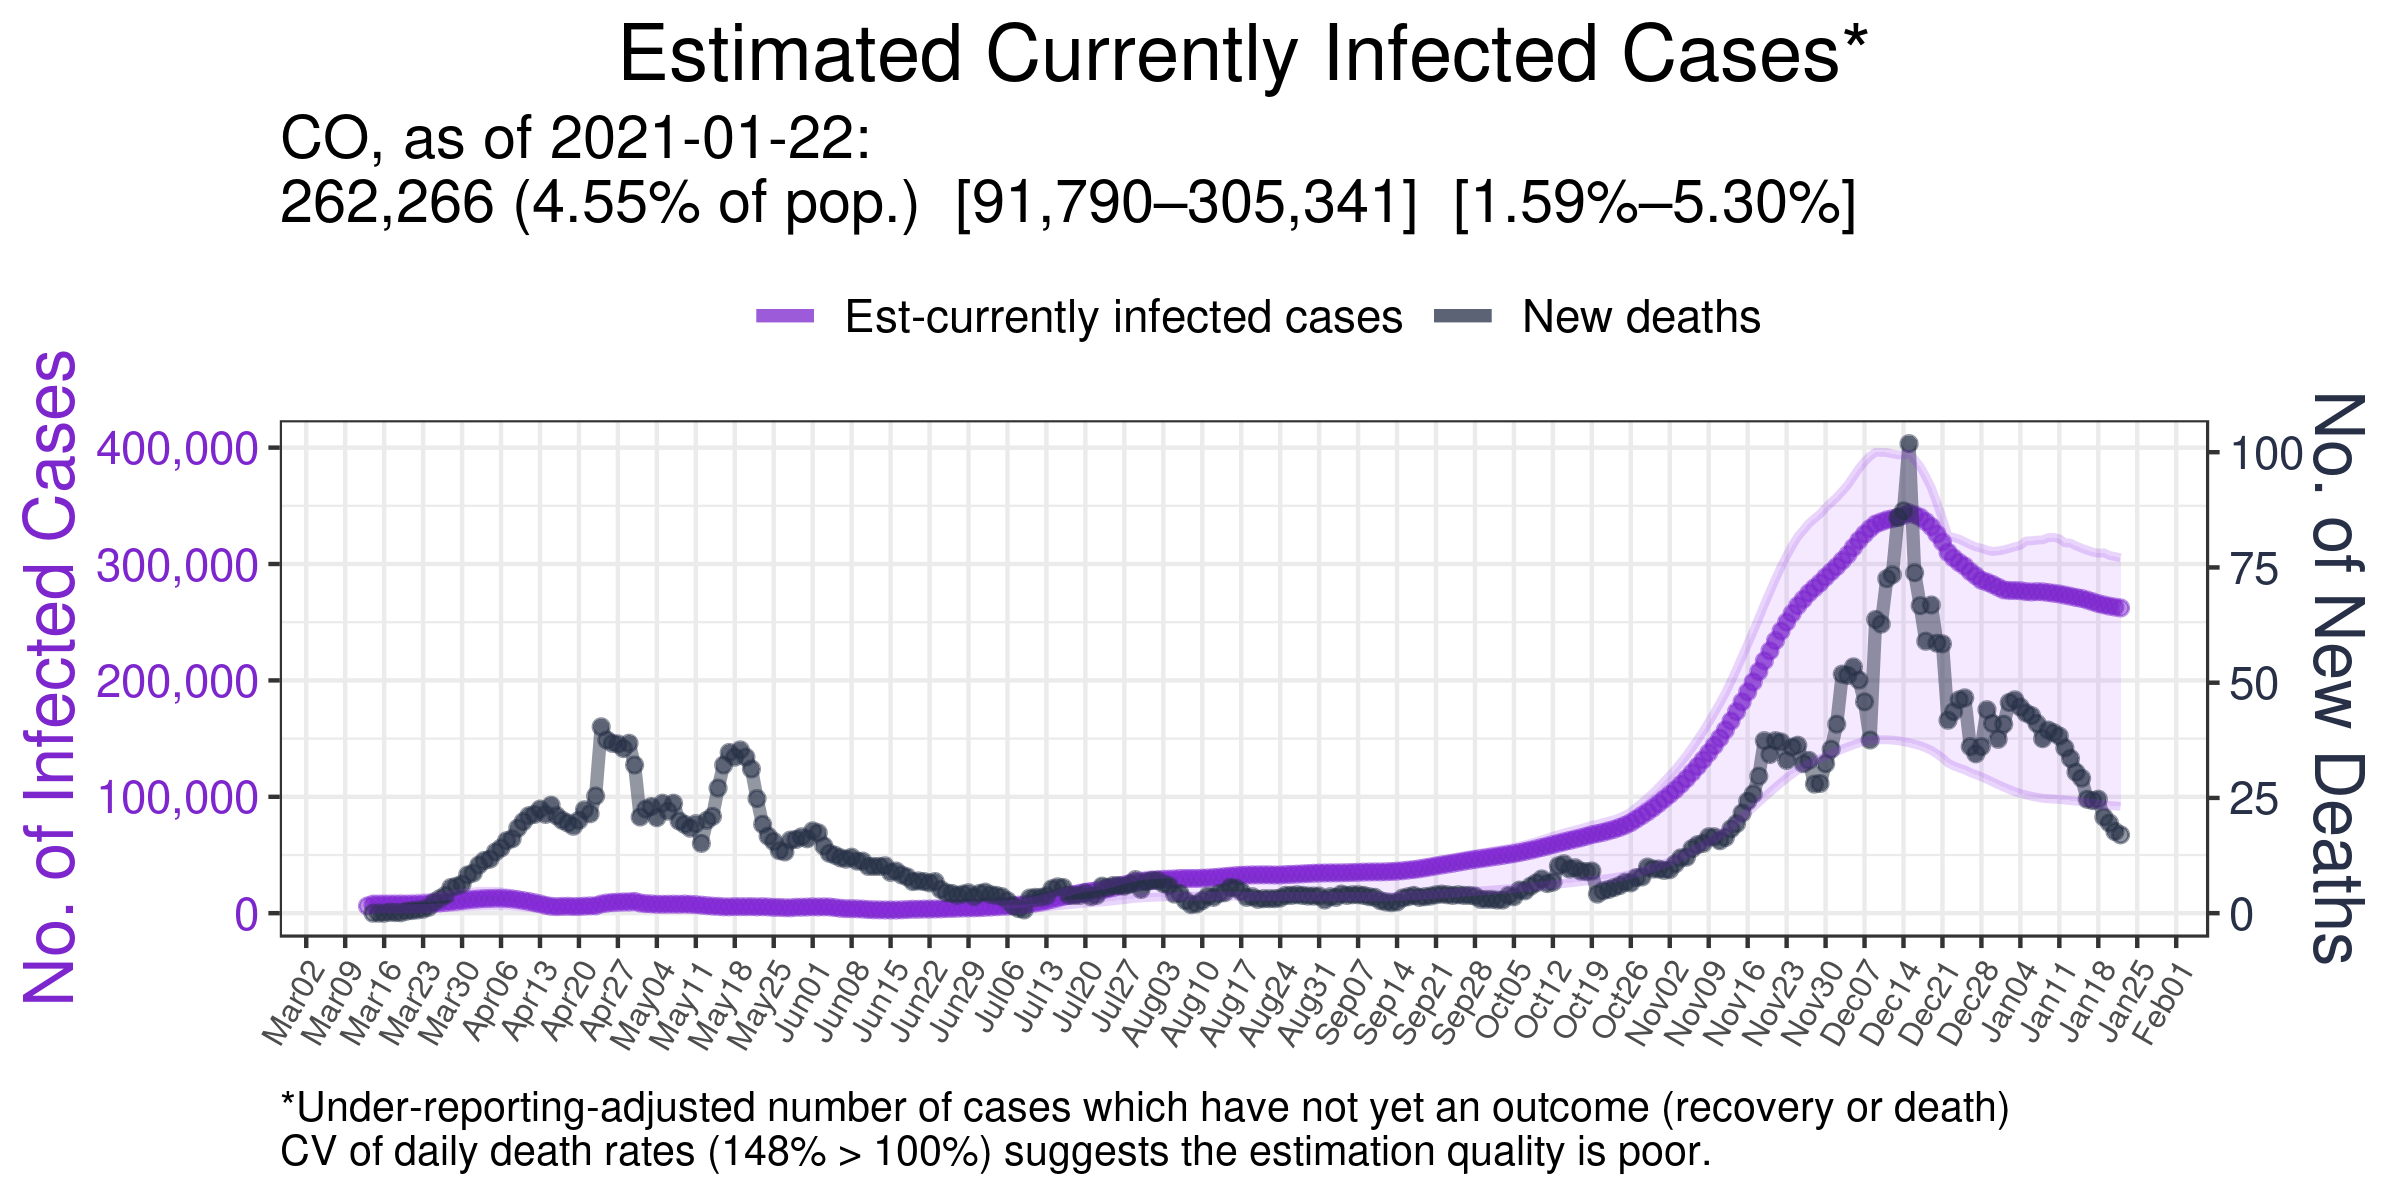 Estimated Currently Infected Cases*
CO, as of 2021-01-22:
262,266 (4.55% of pop.)  [91,790–305,341]  [1.59%–5.30%]
Est-currently infected cases
New deaths
No. of Infected Cases
400,000
300,000
200,000
100,000
0
100
75
50
25
0
No. of New Deaths
Mar02
Mar09
Mar16
Mar23
Mar30
Apr06
Apr13
Apr20
Apr27
May04
May11
May18
May25
Jun01
Jun08
Jun15
Jun22
Jun29
Jul06
Jul13
Jul20
Jul27
Aug03
Aug10
Aug17
Aug24
Aug31
Sep07
Sep14
Sep21
Sep28
Oct05
Oct12
Oct19
Oct26
Nov02
Nov09
Nov16
Nov23
Nov30
Dec07
Dec14
Dec21
Dec28
Jan04
Jan11
Jan18
Jan25
Feb01
*Under-reporting-adjusted number of cases which have not yet an outcome (recovery or death)
CV of daily death rates (148% > 100%) suggests the estimation quality is poor.